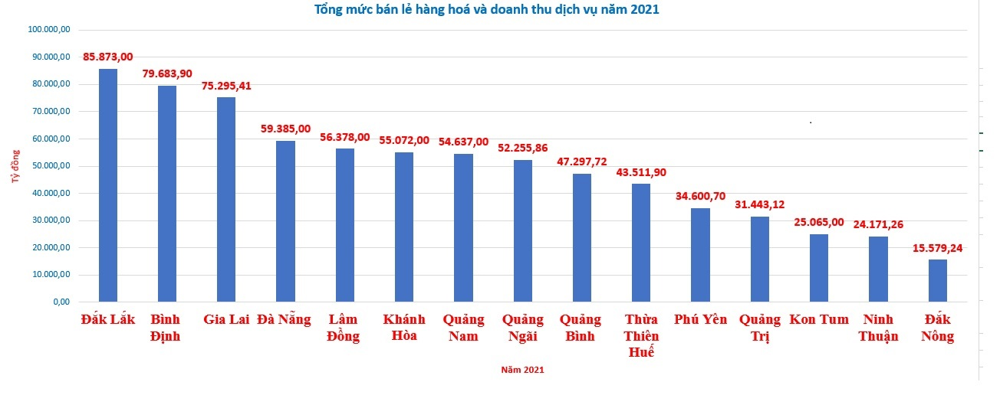 Tổng mức bán lẻ hàng hoá và doanh thu dịch vụ năm 2021
100.000,00
90.000,00
80.000,00
70.000,00
60.000,00
50.000,00
40.000,00
30.000,00
20.000,00
10.000,00
0,00
Tỷ đồng
85.873,00
79.683,90
75.295,41
59.385,00
56.378,00
55.072,00
54.637,00
52.255,86
47.297,72
43.511,90
34.600,70
31.443,12
25.065,00
24.171,26
15.579,24
Đắk Lắk
Bình
Định
Gia Lai
Đà Nẵng
Lâm
Đồng
Khánh
Hòa
Quảng
Nam
Quảng
Ngãi
Quảng
Bình
Thừa
Thiên
Huế
Phú Yên
Quảng
Trị
Kon Tum
Ninh
Thuận
Đắk
Nông
Năm 2021